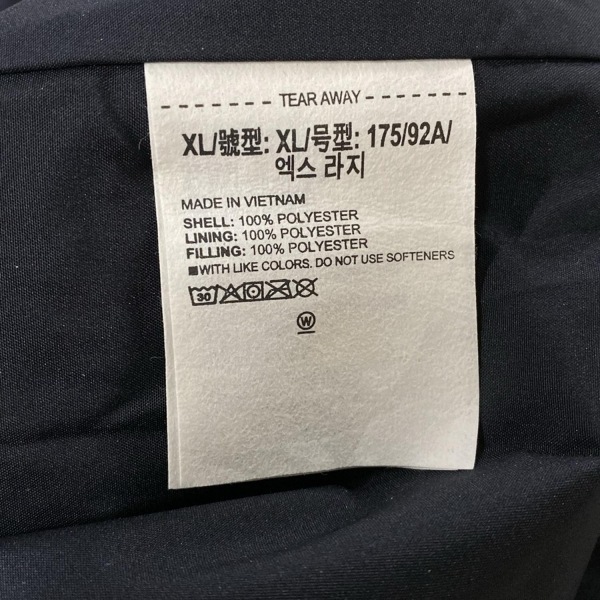 TEAR AWAY
XL/號型: XL/号型: 175/92A/
엑스 라지
MADE IN VIETNAM
SHELL: 100% POLYESTER
LINING: 100% POLYESTER
FILLING: 100% POLYESTER
■WITH LIKE COLORS. DO NOT USE SOFTENERS
30
W